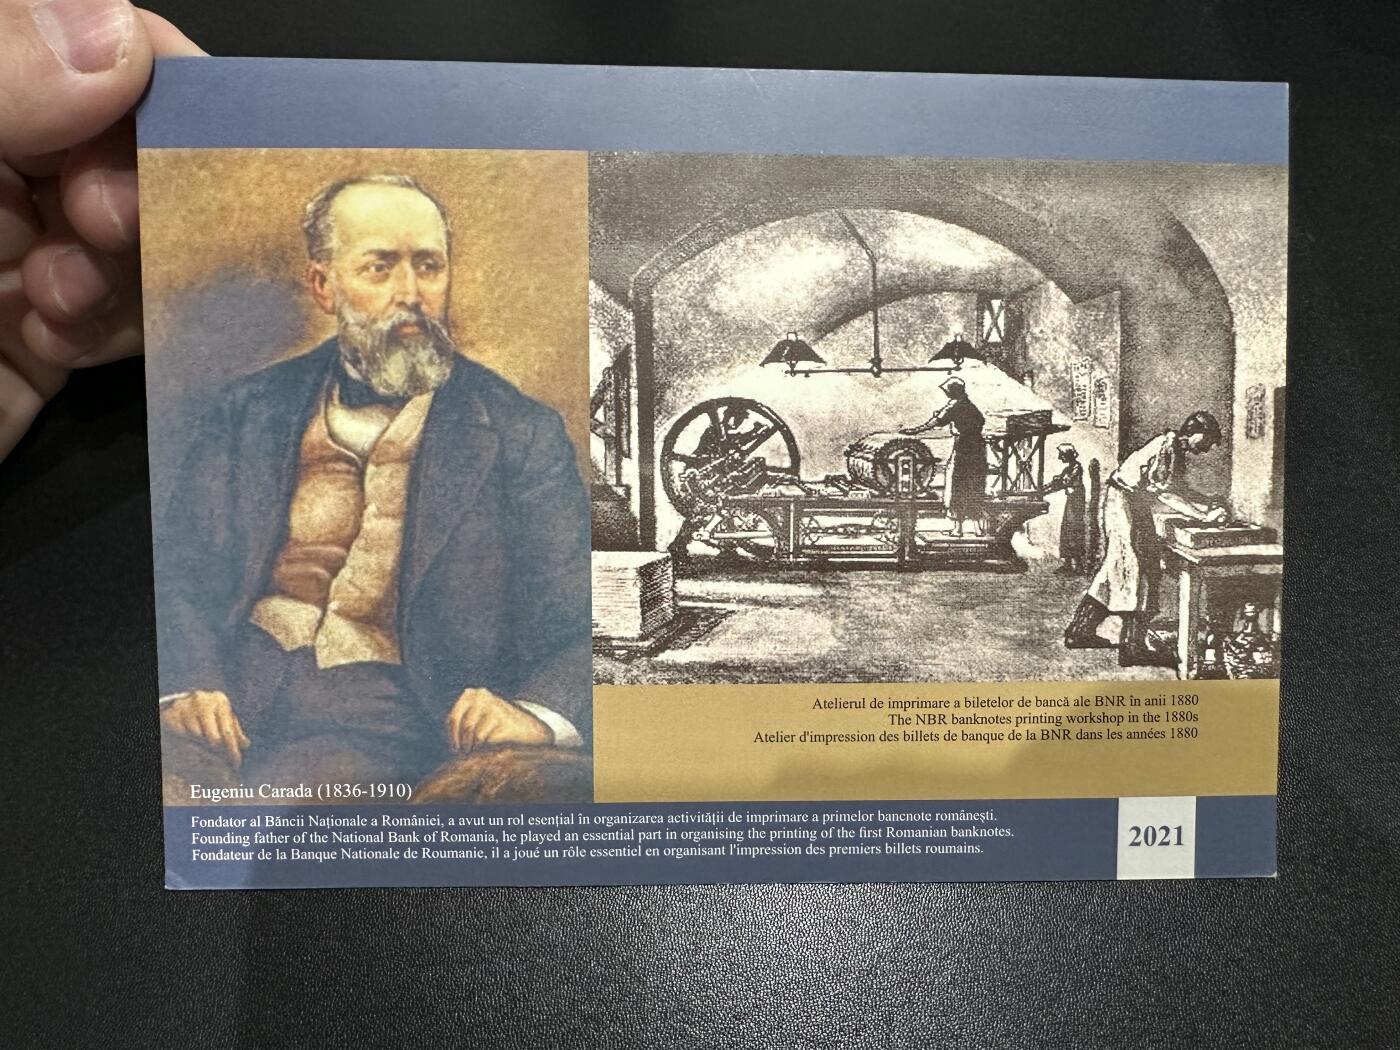 Atelierul de imprimare a biletelor de bancă ale BNR în anii 1880
The NBR banknotes printing workshop in the 1880s
Atelier d'impression des billets de banque de la BNR dans les années 1880
Eugeniu Carada (1836-1910)
Fondator al Băncii Naționale a României, a avut un rol esențial în organizarea activității de imprimare a primelor bancnote românești.
Founding father of the National Bank of Romania, he played an essential part in organising the printing of the first Romanian banknotes.
Fondateur de la Banque Nationale de Roumanie, il a joué un rôle essentiel en organisant l'impression des premiers billets roumains.
2021